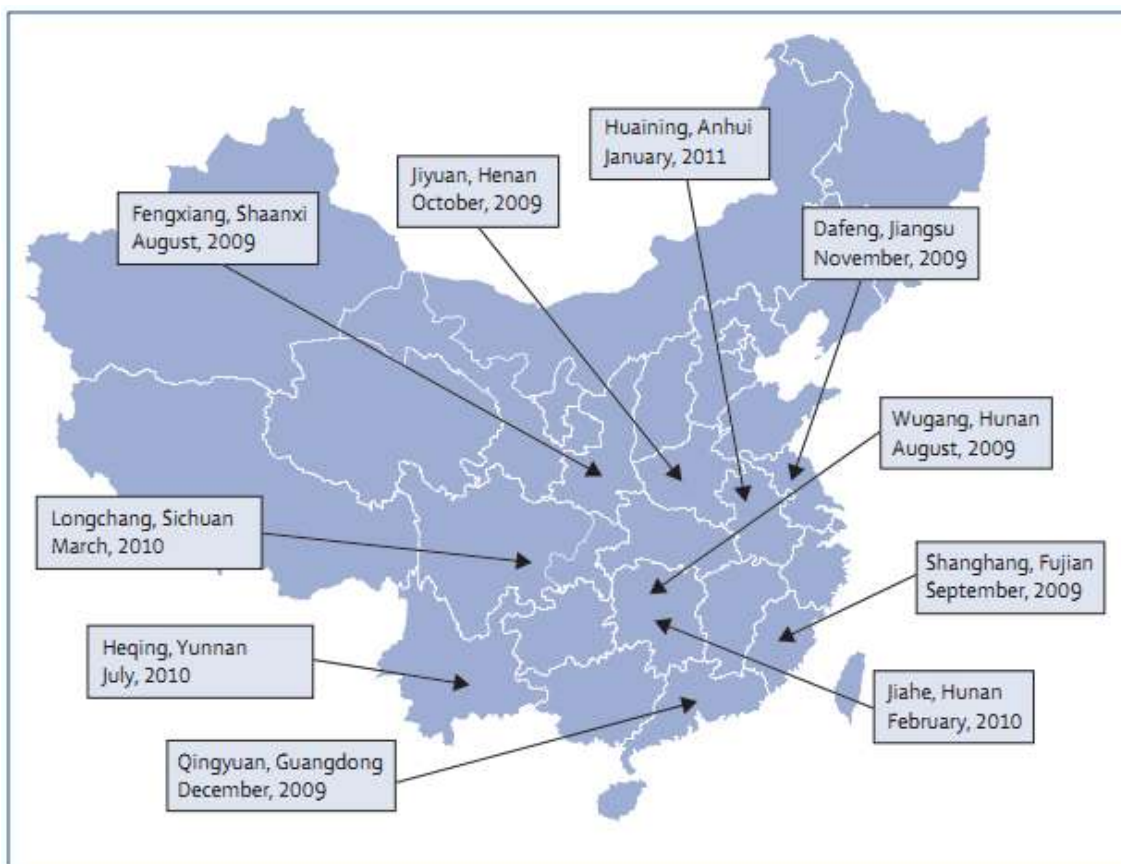 Huaining, Anhui
January, 2011
Jiyuan, Henan
October, 2009
Fengxiang, Shaanxi
August, 2009
Dafeng, Jiangsu
November, 2009
Wugang, Hunan
August, 2009
Longchang, Sichuan
March, 2010
Shanghang, Fujian
September, 2009
Heqing, Yunnan
July, 2010
Jiahe, Hunan
February, 2010
Qingyuan, Guangdong
December, 2009